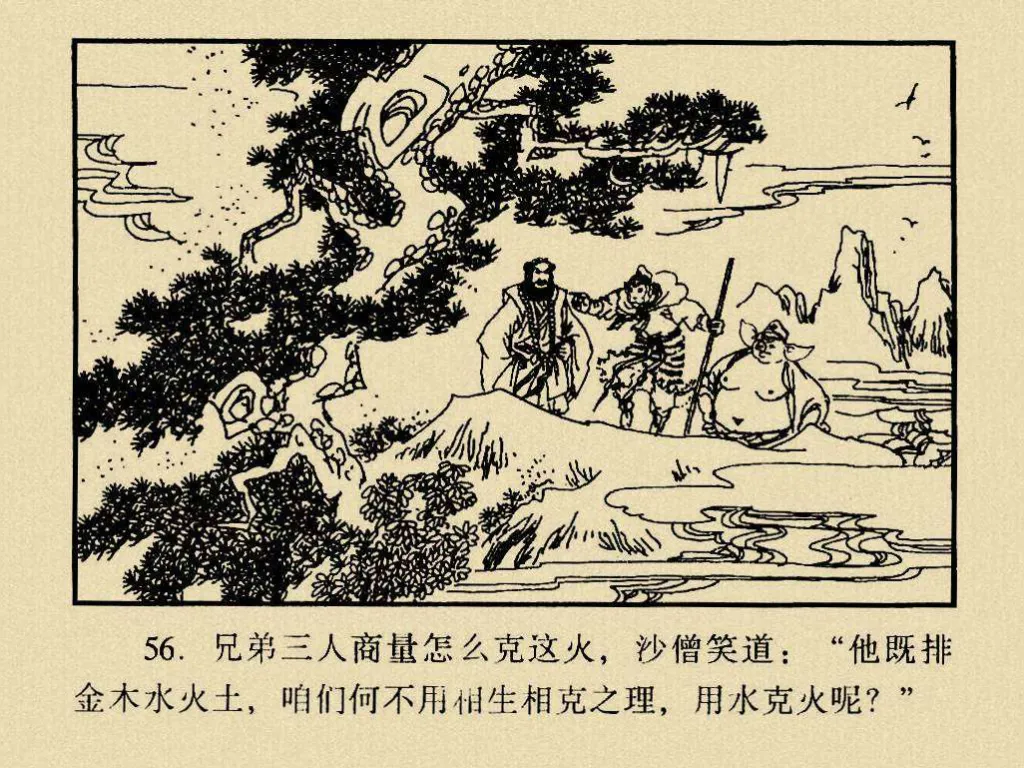 56. 兄弟三人商量怎么克这火，沙僧笑道：“他既排
金木水火土，咱们何不用相生相克之理，用水克火呢？”